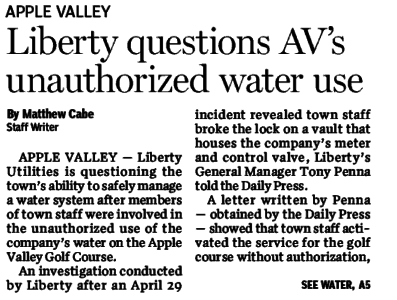 APPLE VALLEY
Liberty questions AV's
unauthorized water use
By Matthew Cabe
Staff Writer
APPLE VALLEY — Liberty
Utilities is questioning the
town's ability to safely manage
a water system after members
of town staff were involved in
the unauthorized use of the
company's water on the Apple
Valley Golf Course.
An investigation conducted
by Liberty after an April 29
incident revealed town staff
broke the lock on a vault that
houses the company's meter
and control valve, Liberty's
General Manager Tony Penna
told the Daily Press.
A letter written by Penna
— obtained by the Daily Press
— showed that town staff acti-
vated the service for the golf
course without authorization,
SEE WATER, A5